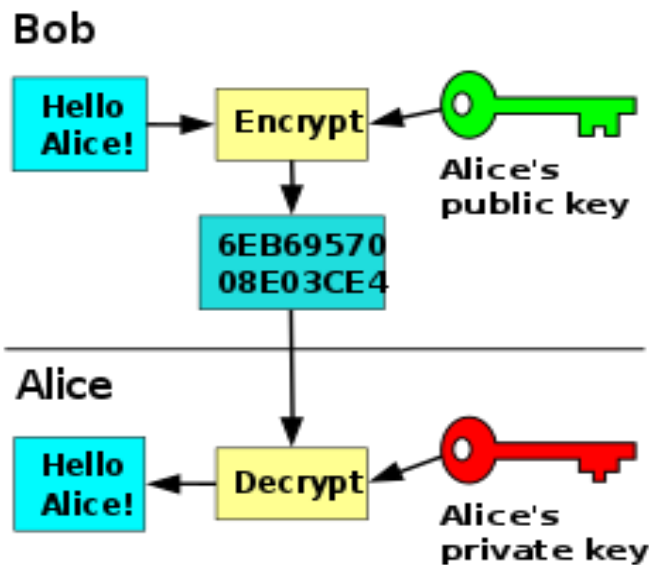 Bob
Hello
Alice!
Encrypt
Alice's
public key
6EB69570
08E03CE4
Alice
Hello
Alice!
Decrypt
Alice's
private key